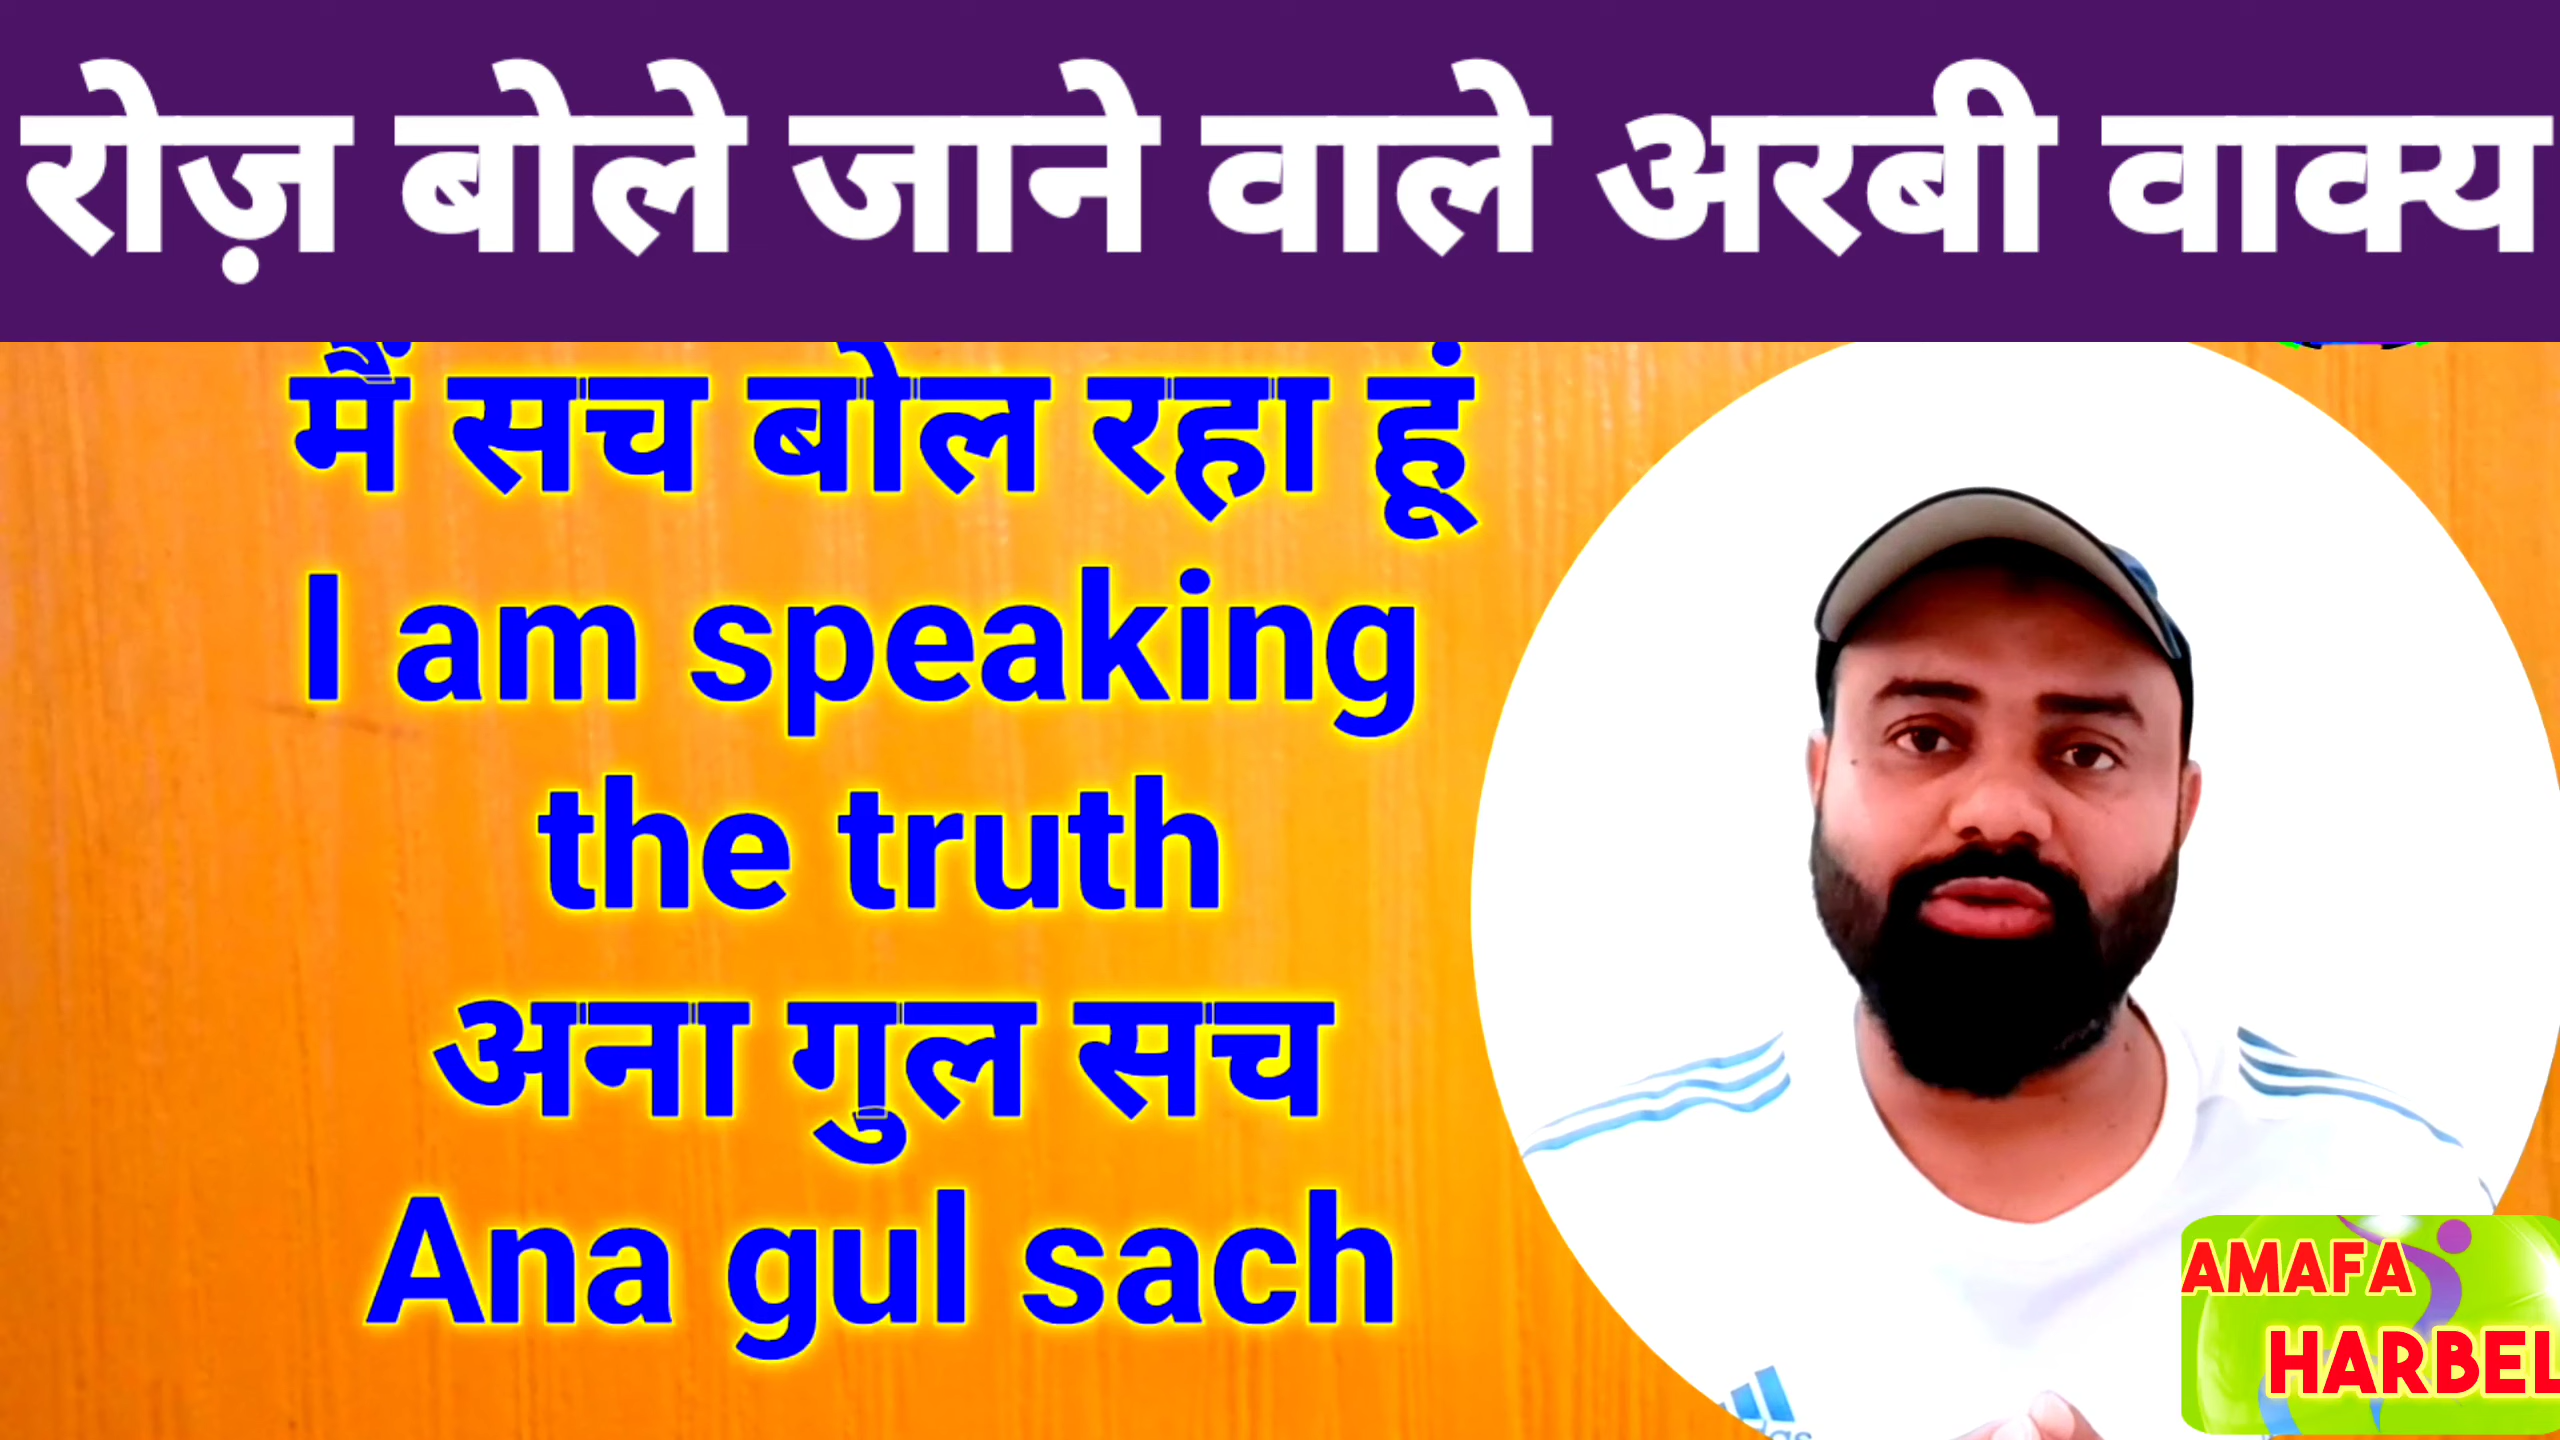 रोज़ बोले जाने वाले अरबी वाक्य
मैं सच बोल रहा हूं
I am speaking
the truth
अना गुल सच
Ana gul sach
AMAFA
HARBEL